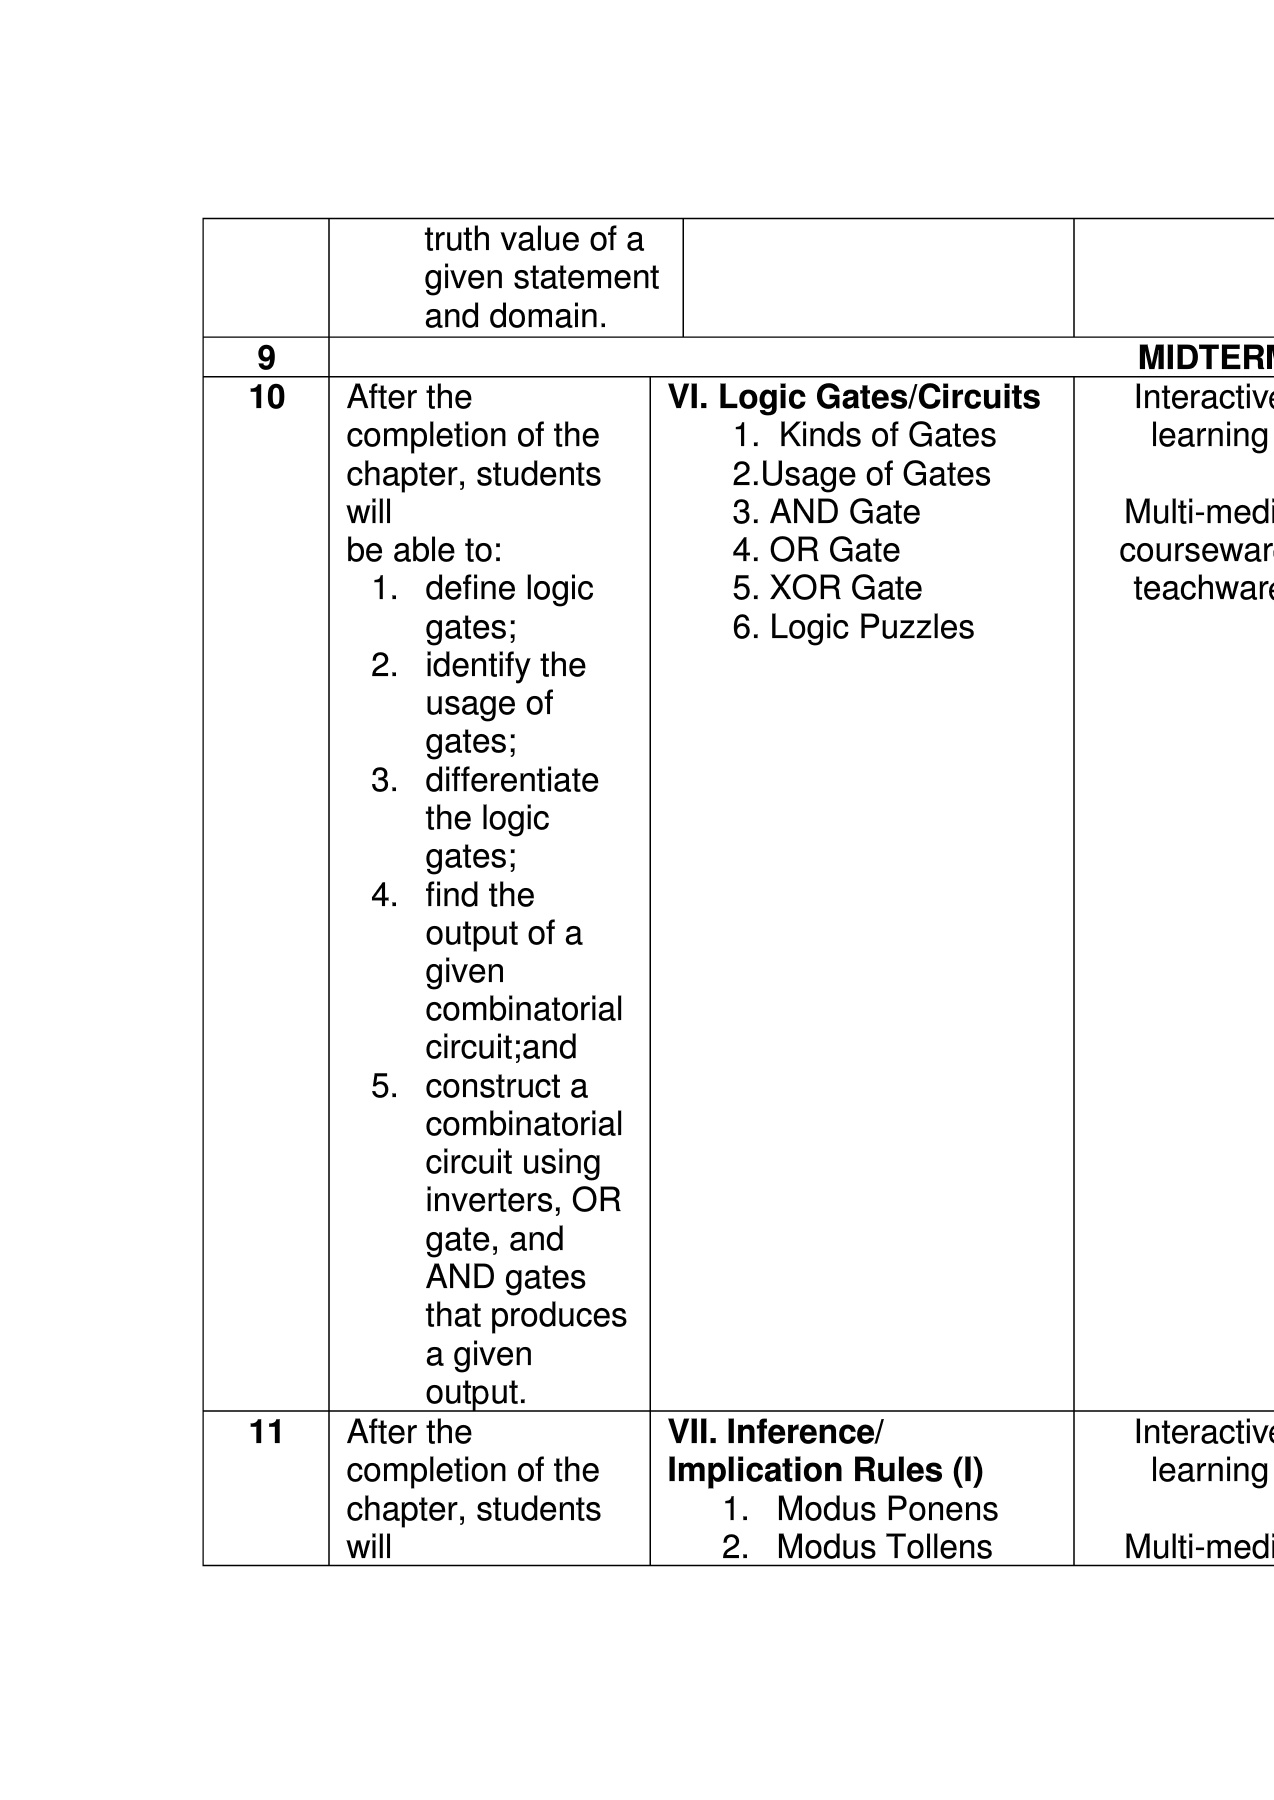 truth value of a
given statement
and domain.
9
MIDTERM
10
After the
completion of the
chapter, students
will
be able to:
1. define logic
gates;
2. identify the
usage of
gates;
3. differentiate
the logic
gates;
4. find the
output of a
given
combinatorial
circuit;and
5. construct a
combinatorial
circuit using
inverters, OR
gate, and
AND gates
that produces
a given
output.
VI. Logic Gates/Circuits
1. Kinds of Gates
2.Usage of Gates
3. AND Gate
4. OR Gate
5. XOR Gate
6. Logic Puzzles
Interactive
learning
Multi-medi
courseware
teachware
11
After the
completion of the
chapter, students
will
VII. Inference/
Implication Rules (I)
1. Modus Ponens
2. Modus Tollens
Interactive
learning
Multi-medi